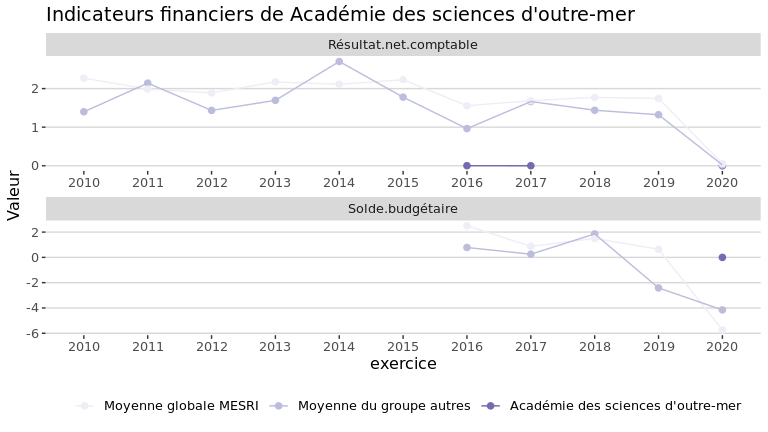 Indicateurs financiers de Académie des sciences d'outre-mer
Résultat.net.comptable
2
1
0
2010 2011 2012 2013 2014 2015 2016 2017 2018 2019 2020
Valeur
Solde.budgétaire
2
0
-2
-4
-6
2010 2011 2012 2013 2014 2015 2016 2017 2018 2019 2020
exercice
Moyenne globale MESRI Moyenne du groupe autres Académie des sciences d'outre-mer